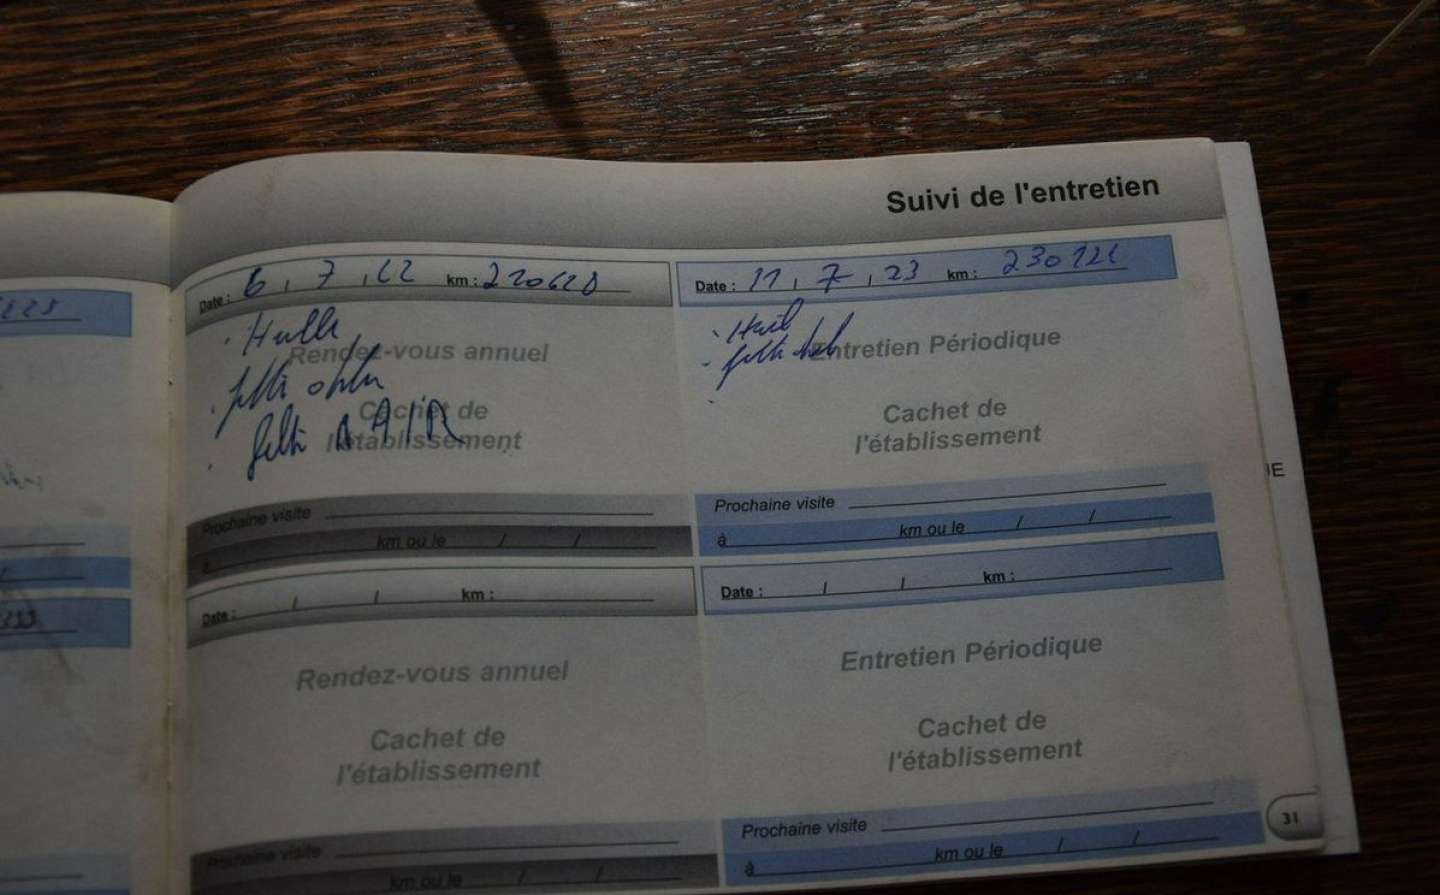 Suivi de l'entretien
Date : 6 , 7 , 22 km : 220620
. Huile
Rendez-vous annuel
. filtre
Cachet de
. filtre AIR
l'établissement
Prochaine visite
à km ou le / /
Date : 11 , 7 , 23 km : 230121
. Huile
Entretien Périodique
- filtre
Cachet de
l'établissement
Prochaine visite
à km ou le / /
Date : / / km :
Rendez-vous annuel
Cachet de
l'établissement
Prochaine visite
km ou le / /
Date : / / km :
Entretien Périodique
Cachet de
l'établissement
Prochaine visite
à km ou le / /
31